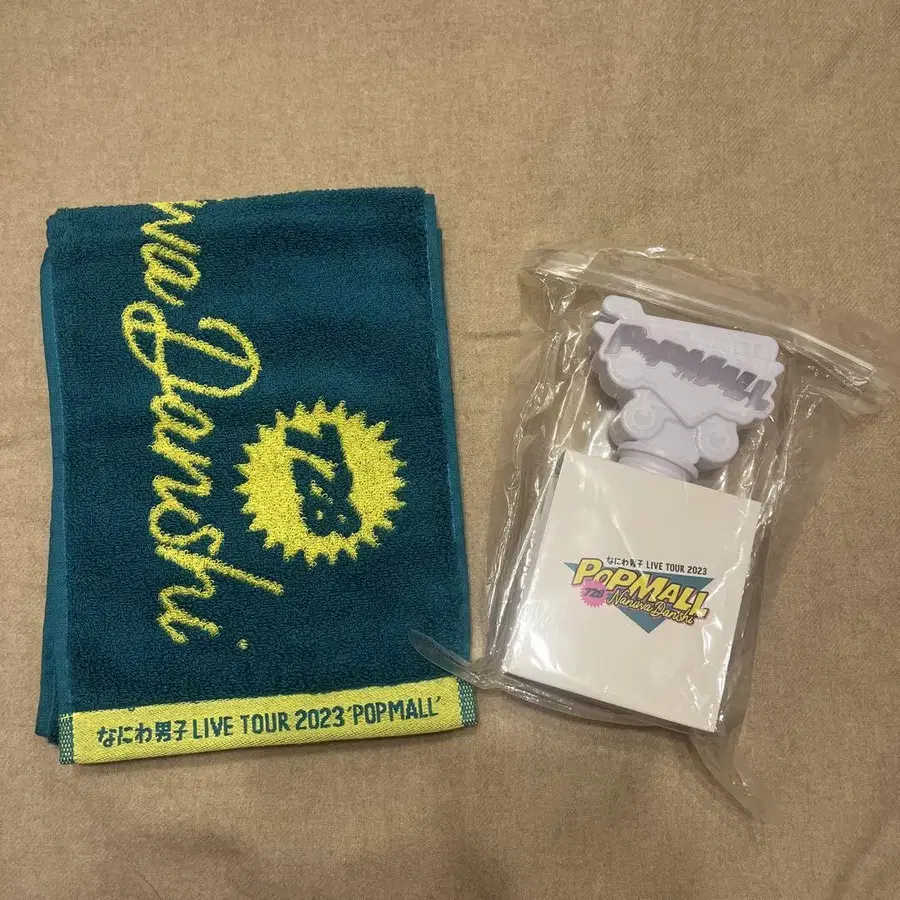 wa Danshi
728
なにわ男子 LIVE TOUR 2023 'POPMALL'
POPMALL
なにわ男子 LIVE TOUR 2023
POPMALL
728
Naniwa Danshi